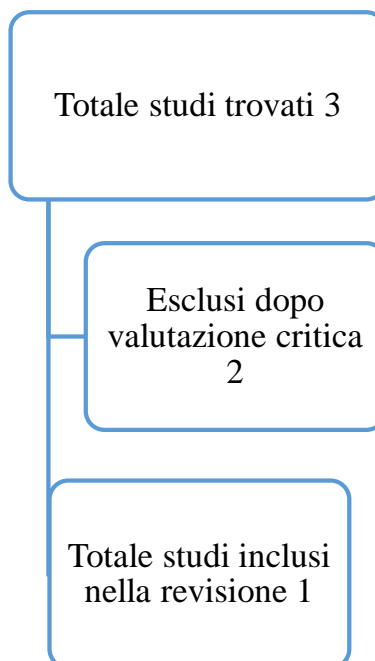 Totale studi trovati 3
Esclusi dopo
valutazione critica
2
Totale studi inclusi
nella revisione 1